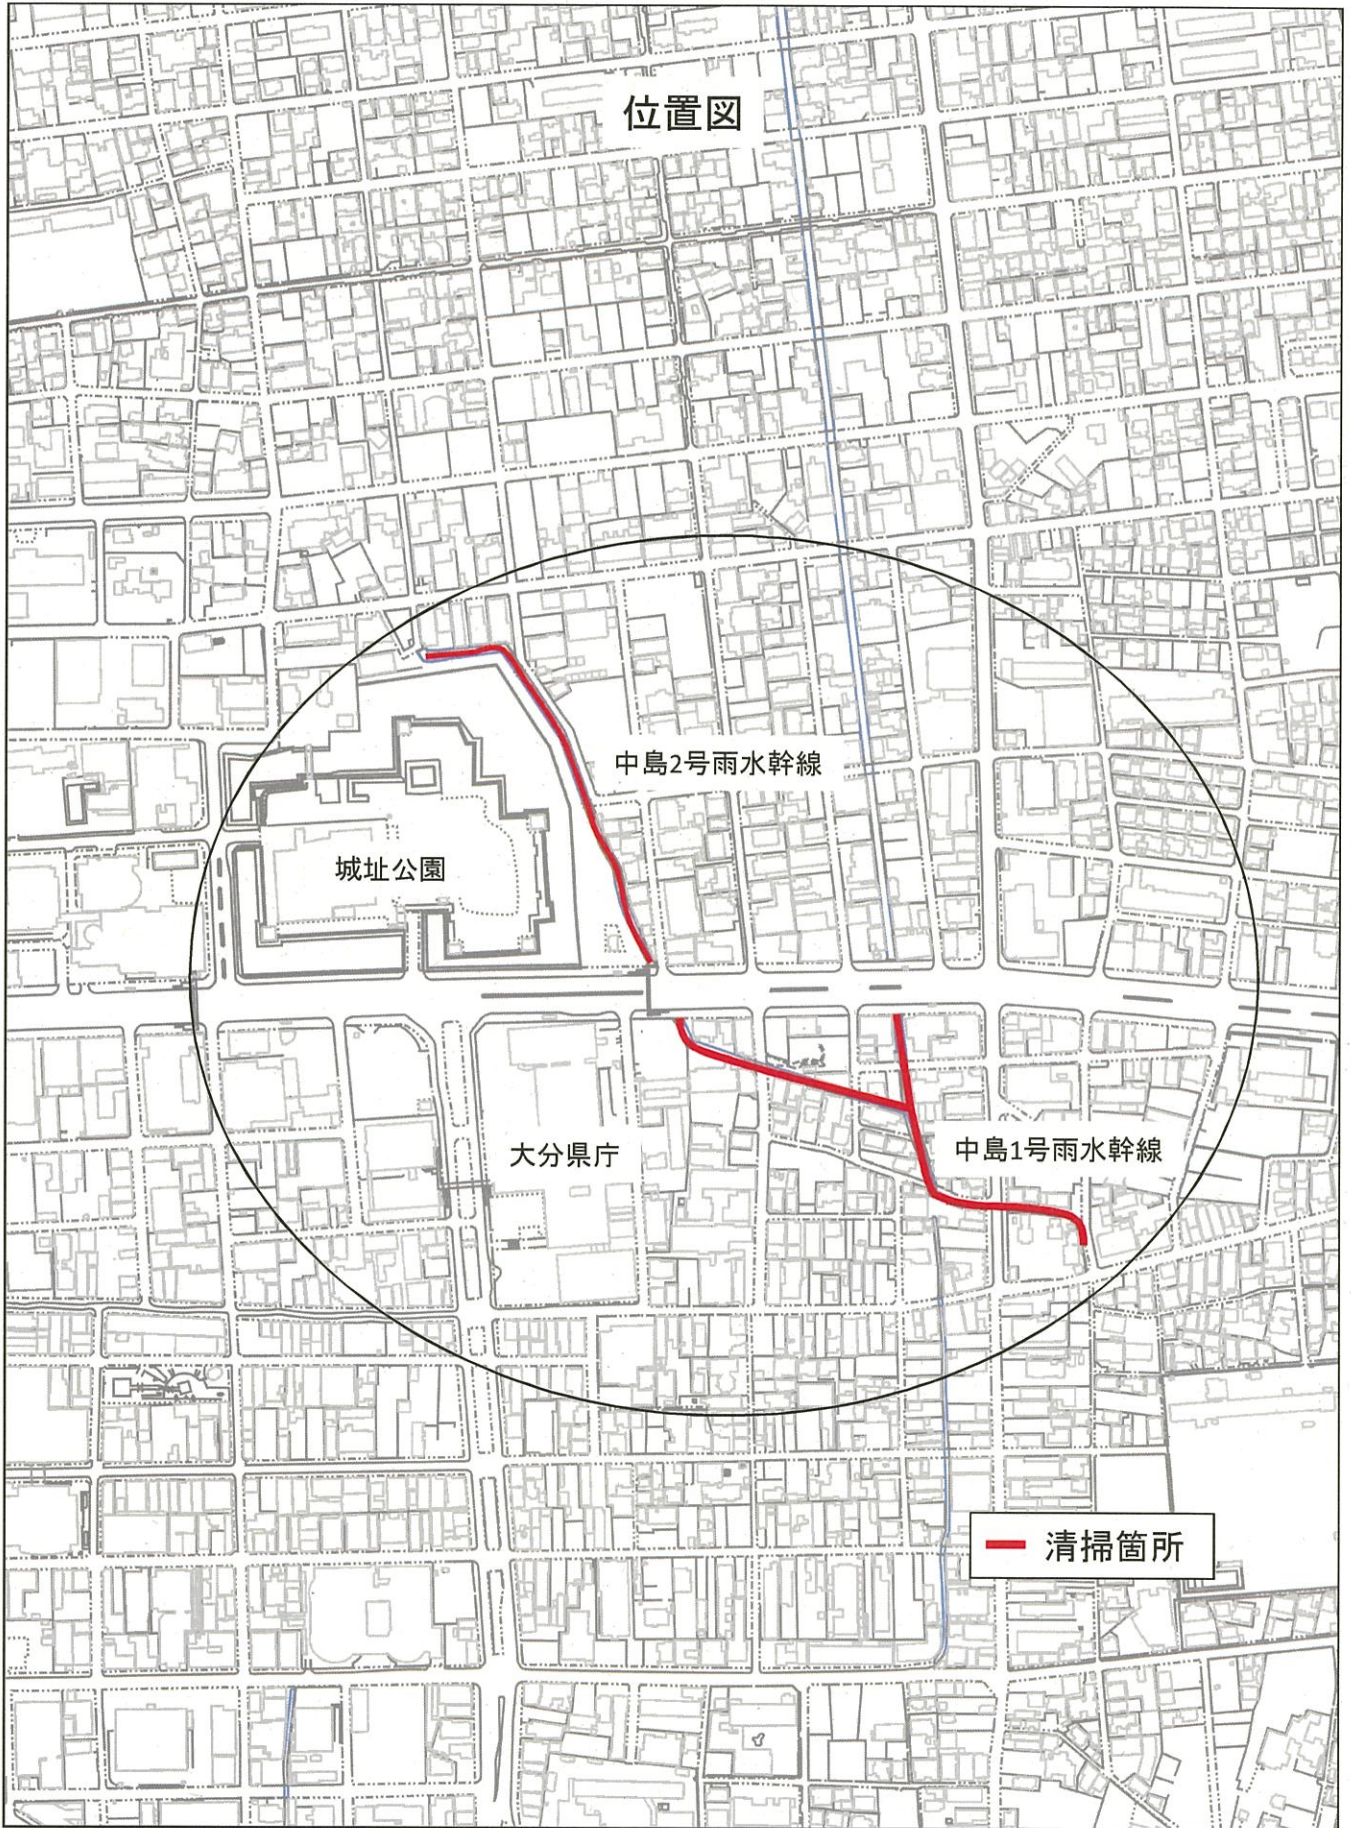 位置図
中島2号雨水幹線
城址公園
大分県庁
中島1号雨水幹線
清掃箇所